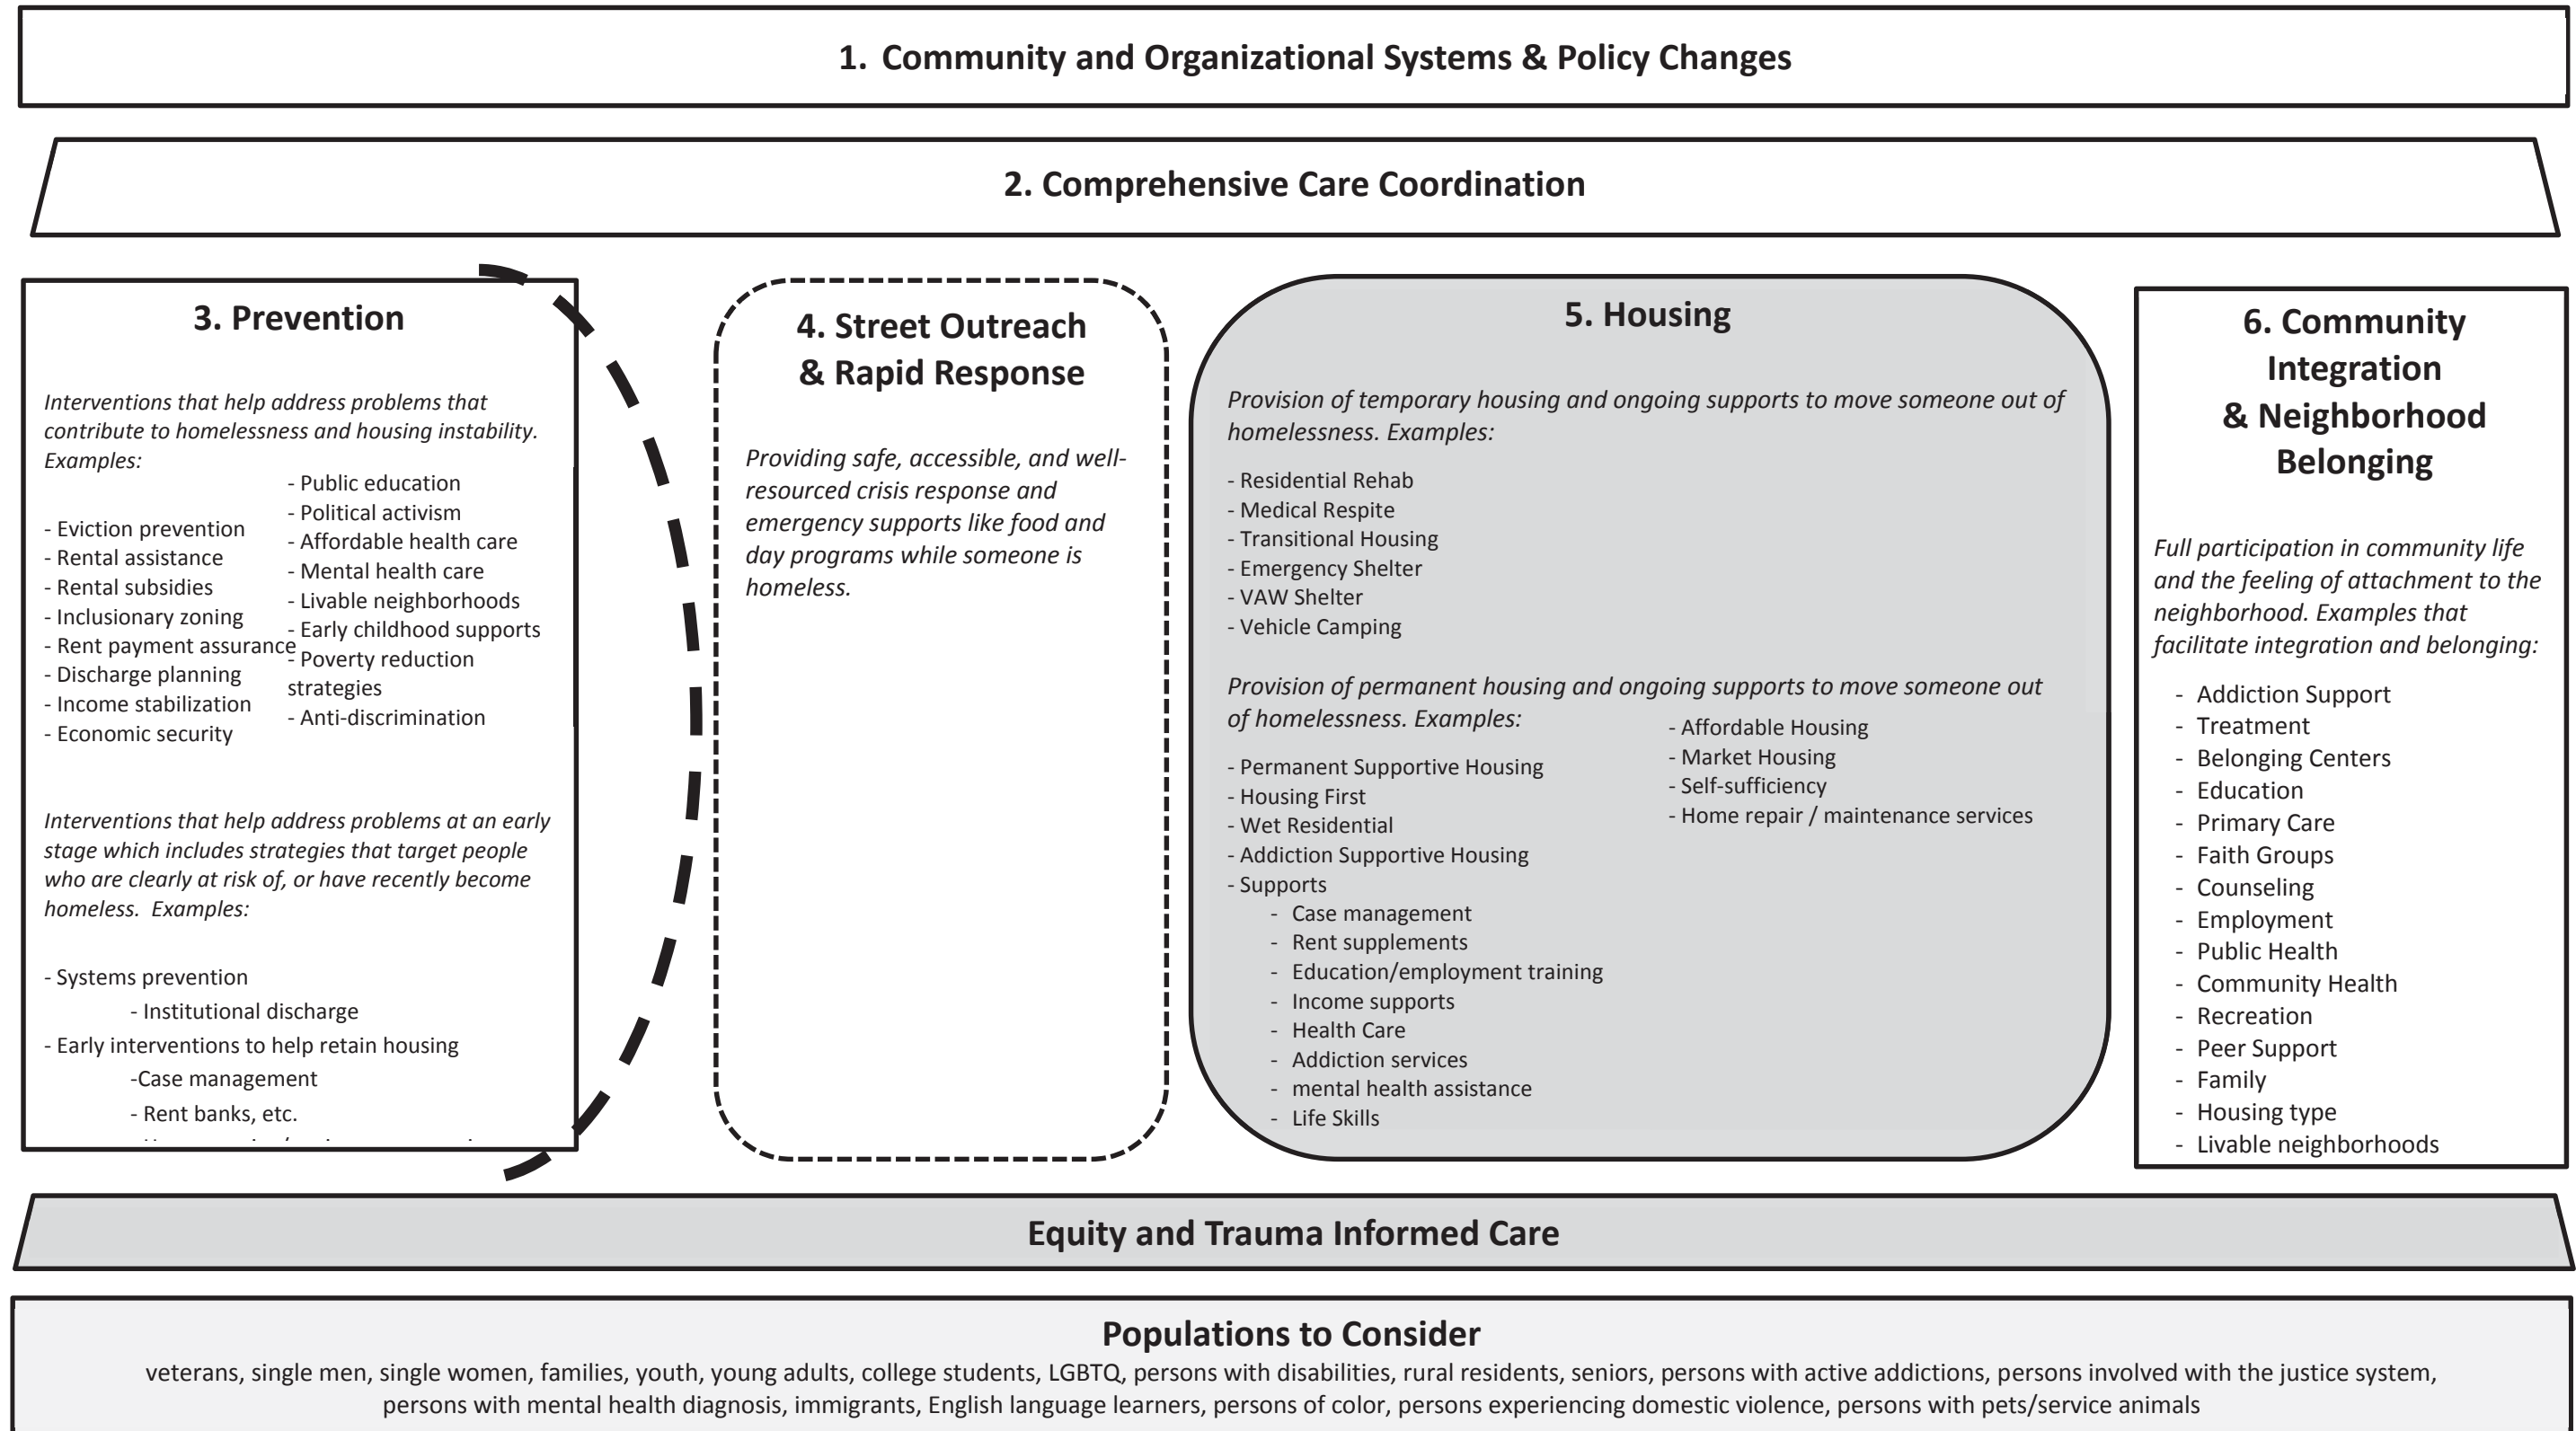 1. Community and Organizational Systems & Policy Changes
2. Comprehensive Care Coordination
3. Prevention
Interventions that help address problems that
contribute to homelessness and housing instability.
Examples:
- Eviction prevention
- Rental assistance
- Rental subsidies
- Inclusionary zoning
- Rent payment assurance
- Discharge planning
- Income stabilization
- Economic security
- Public education
- Political activism
- Affordable health care
- Mental health care
- Livable neighborhoods
- Early childhood supports
- Poverty reduction
strategies
- Anti-discrimination
Interventions that help address problems at an early
stage which includes strategies that target people
who are clearly at risk of, or have recently become
homeless. Examples:
- Systems prevention
- Institutional discharge
- Early interventions to help retain housing
-Case management
- Rent banks, etc.
4. Street Outreach
& Rapid Response
Providing safe, accessible, and well-
resourced crisis response and
emergency supports like food and
day programs while someone is
homeless.
5. Housing
Provision of temporary housing and ongoing supports to move someone out of
homelessness. Examples:
- Residential Rehab
- Medical Respite
- Transitional Housing
- Emergency Shelter
- VAW Shelter
- Vehicle Camping
Provision of permanent housing and ongoing supports to move someone out
of homelessness. Examples:
- Permanent Supportive Housing
- Housing First
- Wet Residential
- Addiction Supportive Housing
- Supports
- Case management
- Rent supplements
- Education/employment training
- Income supports
- Health Care
- Addiction services
- mental health assistance
- Life Skills
- Affordable Housing
- Market Housing
- Self-sufficiency
- Home repair / maintenance services
6. Community
Integration
& Neighborhood
Belonging
Full participation in community life
and the feeling of attachment to the
neighborhood. Examples that
facilitate integration and belonging:
- Addiction Support
- Treatment
- Belonging Centers
- Education
- Primary Care
- Faith Groups
- Counseling
- Employment
- Public Health
- Community Health
- Recreation
- Peer Support
- Family
- Housing type
- Livable neighborhoods
Equity and Trauma Informed Care
Populations to Consider
veterans, single men, single women, families, youth, young adults, college students, LGBTQ, persons with disabilities, rural residents, seniors, persons with active addictions, persons involved with the justice system,
persons with mental health diagnosis, immigrants, English language learners, persons of color, persons experiencing domestic violence, persons with pets/service animals